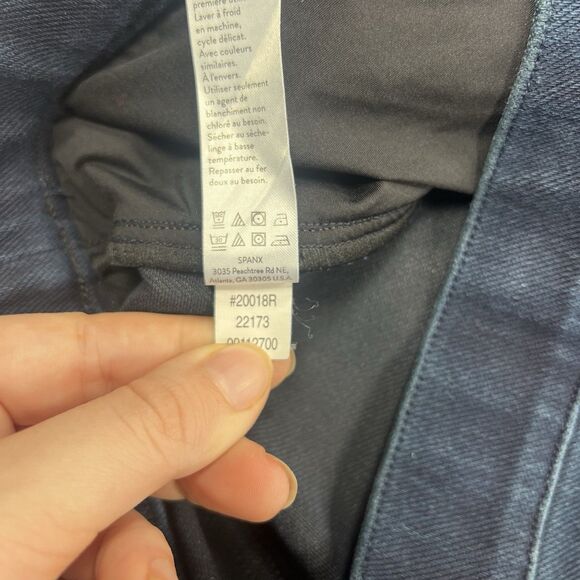 première
Laver à froid
en machine,
cycle délicat.
Avec couleurs
similaires.
À l'envers.
Utiliser seulement
un agent de
blanchiment non
chloré au besoin.
Sécher au sèche-
linge à basse
température.
Repasser au fer
doux au besoin.
30
SPANX
3035 Peachtree Rd NE,
Atlanta, GA 30305 U.S.A
#20018R
22173
00112700